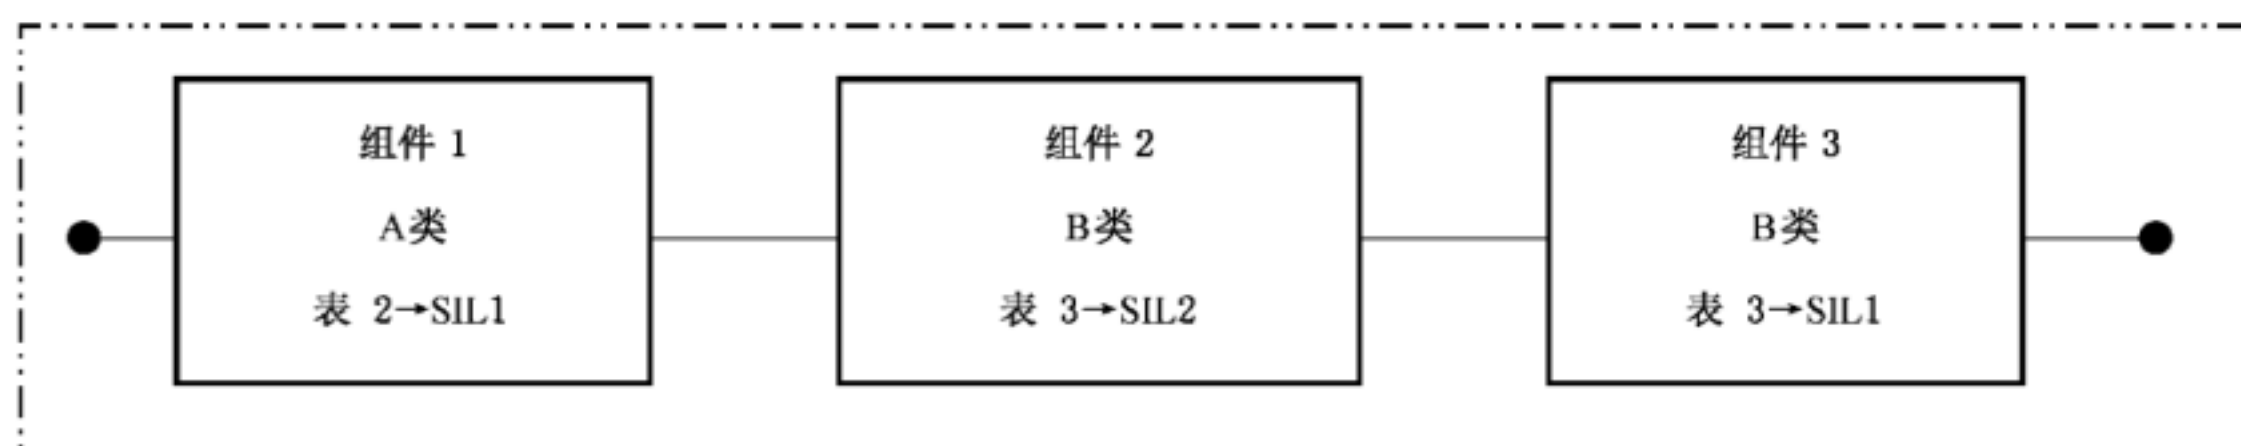 组件 1
A类
表 2→SIL1
组件 2
B类
表 3→SIL2
组件 3
B类
表 3→SIL1